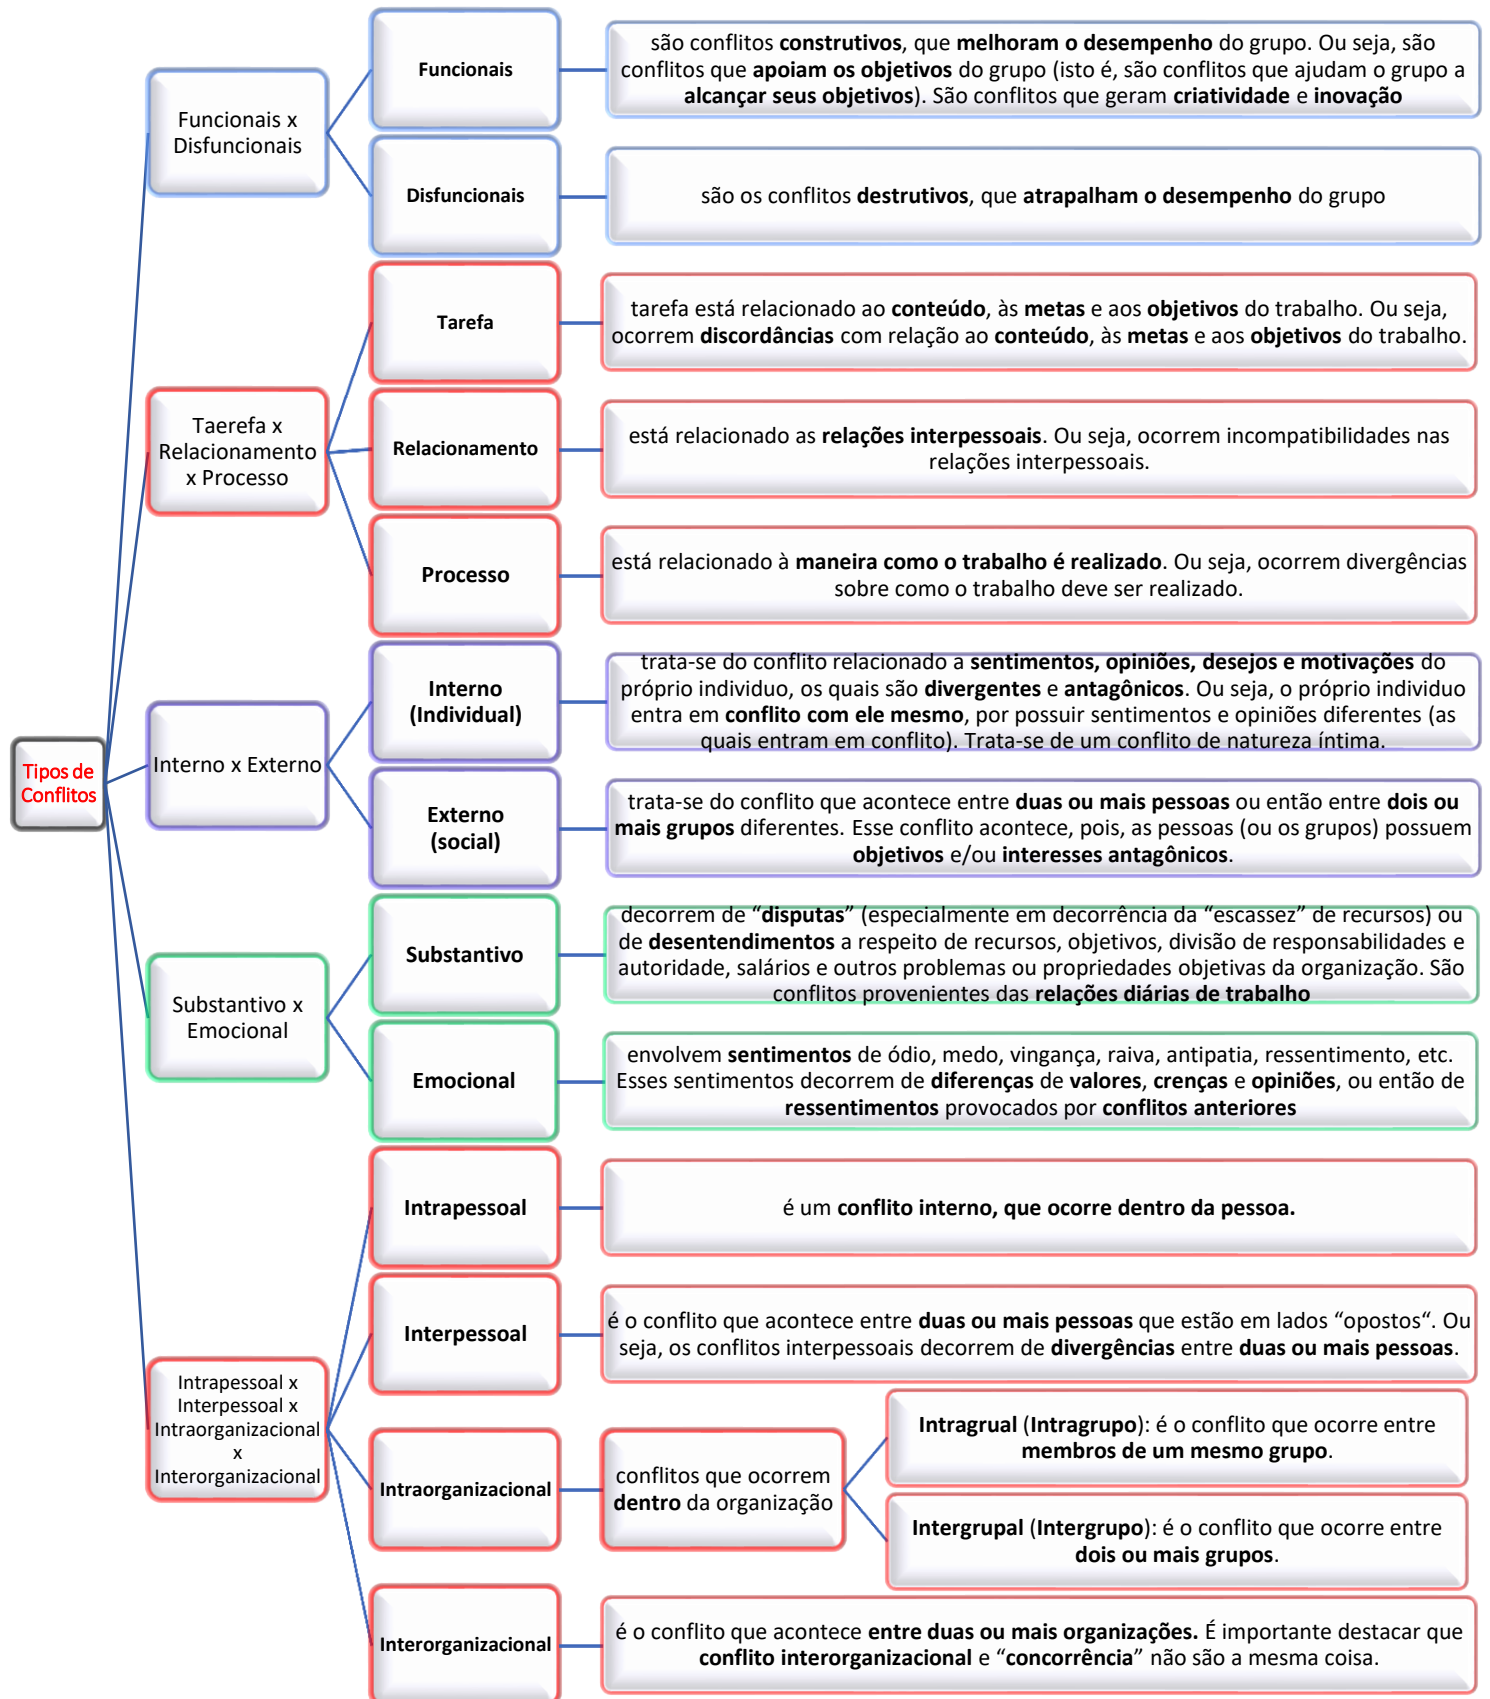 Tipos de
Conflitos
Funcionais x
Disfuncionais
Funcionais
são conflitos construtivos, que melhoram o desempenho do grupo. Ou seja, são
conflitos que apoiam os objetivos do grupo (isto é, são conflitos que ajudam o grupo a
alcançar seus objetivos). São conflitos que geram criatividade e inovação
Disfuncionais
são os conflitos destrutivos, que atrapalham o desempenho do grupo
Taerefa x
Relacionamento
x Processo
Tarefa
tarefa está relacionado ao conteúdo, às metas e aos objetivos do trabalho. Ou seja,
ocorrem discordâncias com relação ao conteúdo, às metas e aos objetivos do trabalho.
Relacionamento
está relacionado as relações interpessoais. Ou seja, ocorrem incompatibilidades nas
relações interpessoais.
Processo
está relacionado à maneira como o trabalho é realizado. Ou seja, ocorrem divergências
sobre como o trabalho deve ser realizado.
Interno x Externo
Interno
(Individual)
trata-se do conflito relacionado a sentimentos, opiniões, desejos e motivações do
próprio individuo, os quais são divergentes e antagônicos. Ou seja, o próprio individuo
entra em conflito com ele mesmo, por possuir sentimentos e opiniões diferentes (as
quais entram em conflito). Trata-se de um conflito de natureza íntima.
Externo
(social)
trata-se do conflito que acontece entre duas ou mais pessoas ou então entre dois ou
mais grupos diferentes. Esse conflito acontece, pois, as pessoas (ou os grupos) possuem
objetivos e/ou interesses antagônicos.
Substantivo x
Emocional
Substantivo
decorrem de “disputas” (especialmente em decorrência da “escassez” de recursos) ou
de desentendimentos a respeito de recursos, objetivos, divisão de responsabilidades e
autoridade, salários e outros problemas ou propriedades objetivas da organização. São
conflitos provenientes das relações diárias de trabalho
Emocional
envolvem sentimentos de ódio, medo, vingança, raiva, antipatia, ressentimento, etc.
Esses sentimentos decorrem de diferenças de valores, crenças e opiniões, ou então de
ressentimentos provocados por conflitos anteriores
Intrapessoal x
Interpessoal x
Intraorganizacional
x
Interorganizacional
Intrapessoal
é um conflito interno, que ocorre dentro da pessoa.
Interpessoal
é o conflito que acontece entre duas ou mais pessoas que estão em lados “opostos“. Ou
seja, os conflitos interpessoais decorrem de divergências entre duas ou mais pessoas.
Intraorganizacional
conflitos que ocorrem
dentro da organização
Intragrual (Intragrupo): é o conflito que ocorre entre
membros de um mesmo grupo.
Intergrupal (Intergrupo): é o conflito que ocorre entre
dois ou mais grupos.
Interorganizacional
é o conflito que acontece entre duas ou mais organizações. É importante destacar que
conflito interorganizacional e “concorrência” não são a mesma coisa.